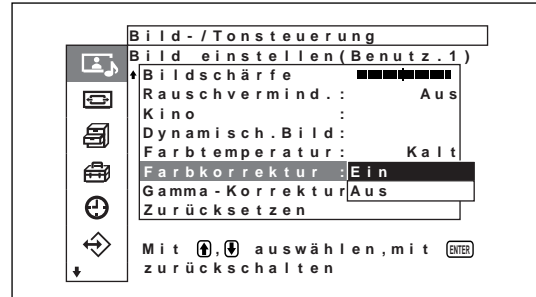 Bild-/Tonsteuerung
Bild einstellen(Benutz.1)
Bildschärfe
Rauschvermind.: Aus
Kino :
Dynamisch.Bild:
Farbtemperatur: Kalt
Farbkorrektur :Ein
Gamma-Korrektur Aus
Zurücksetzen
Mit , auswählen,mit ENTER
zurückschalten